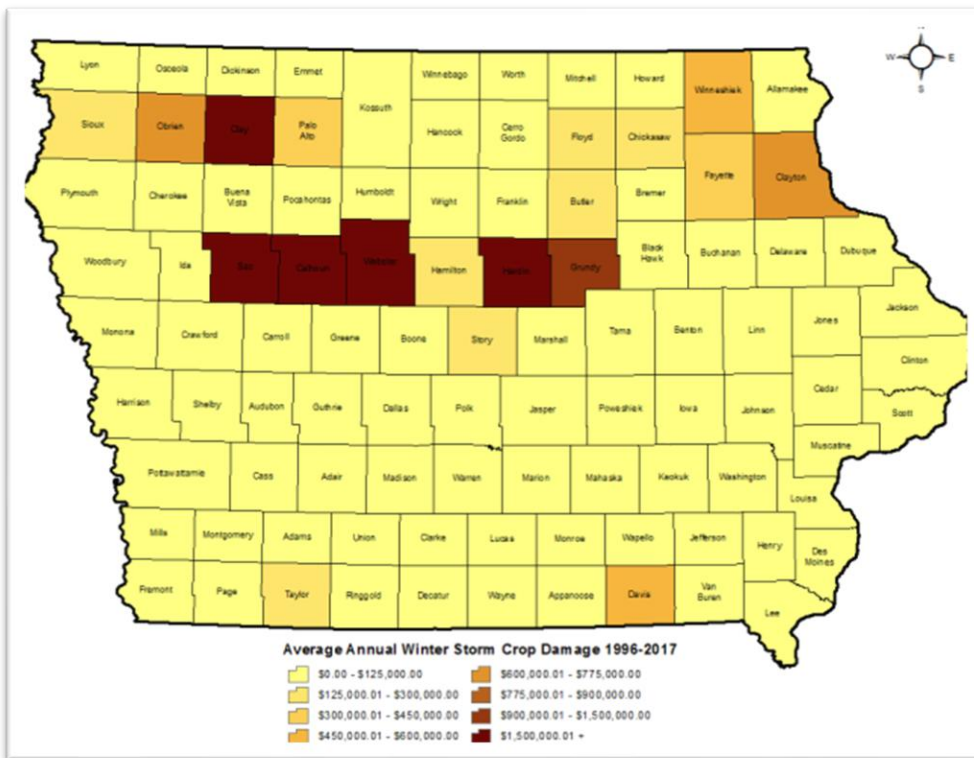 N
W E
S
Lyon Osceola Dickinson Emmet Kossuth Winnebago Worth Mitchell Howard Winneshiek Allamakee
Sioux Obrien Clay Palo Alto Hancock Cerro Gordo Floyd Chickasaw Fayette Clayton
Plymouth Cherokee Buena Vista Pocahontas Humboldt Wright Franklin Butler Bremer
Woodbury Ida Sac Calhoun Webster Hamilton Hardin Grundy Black Hawk Buchanan Delaware Dubuque
Monona Crawford Carroll Greene Boone Story Marshall Tama Benton Linn Jones Jackson
Clinton
Harrison Shelby Audubon Guthrie Dallas Polk Jasper Poweshiek Iowa Johnson Cedar Scott
Muscatine
Pottawattamie Cass Adair Madison Warren Marion Mahaska Keokuk Washington Louisa
Mills Montgomery Adams Union Clarke Lucas Monroe Wapello Jefferson Henry Des Moines
Fremont Page Taylor Ringgold Decatur Wayne Appanoose Davis Van Buren Lee
Average Annual Winter Storm Crop Damage 1996-2017
$0.00 - $125,000.00
$125,000.01 - $300,000.00
$300,000.01 - $450,000.00
$450,000.01 - $600,000.00
$600,000.01 - $775,000.00
$775,000.01 - $900,000.00
$900,000.01 - $1,500,000.00
$1,500,000.01 +